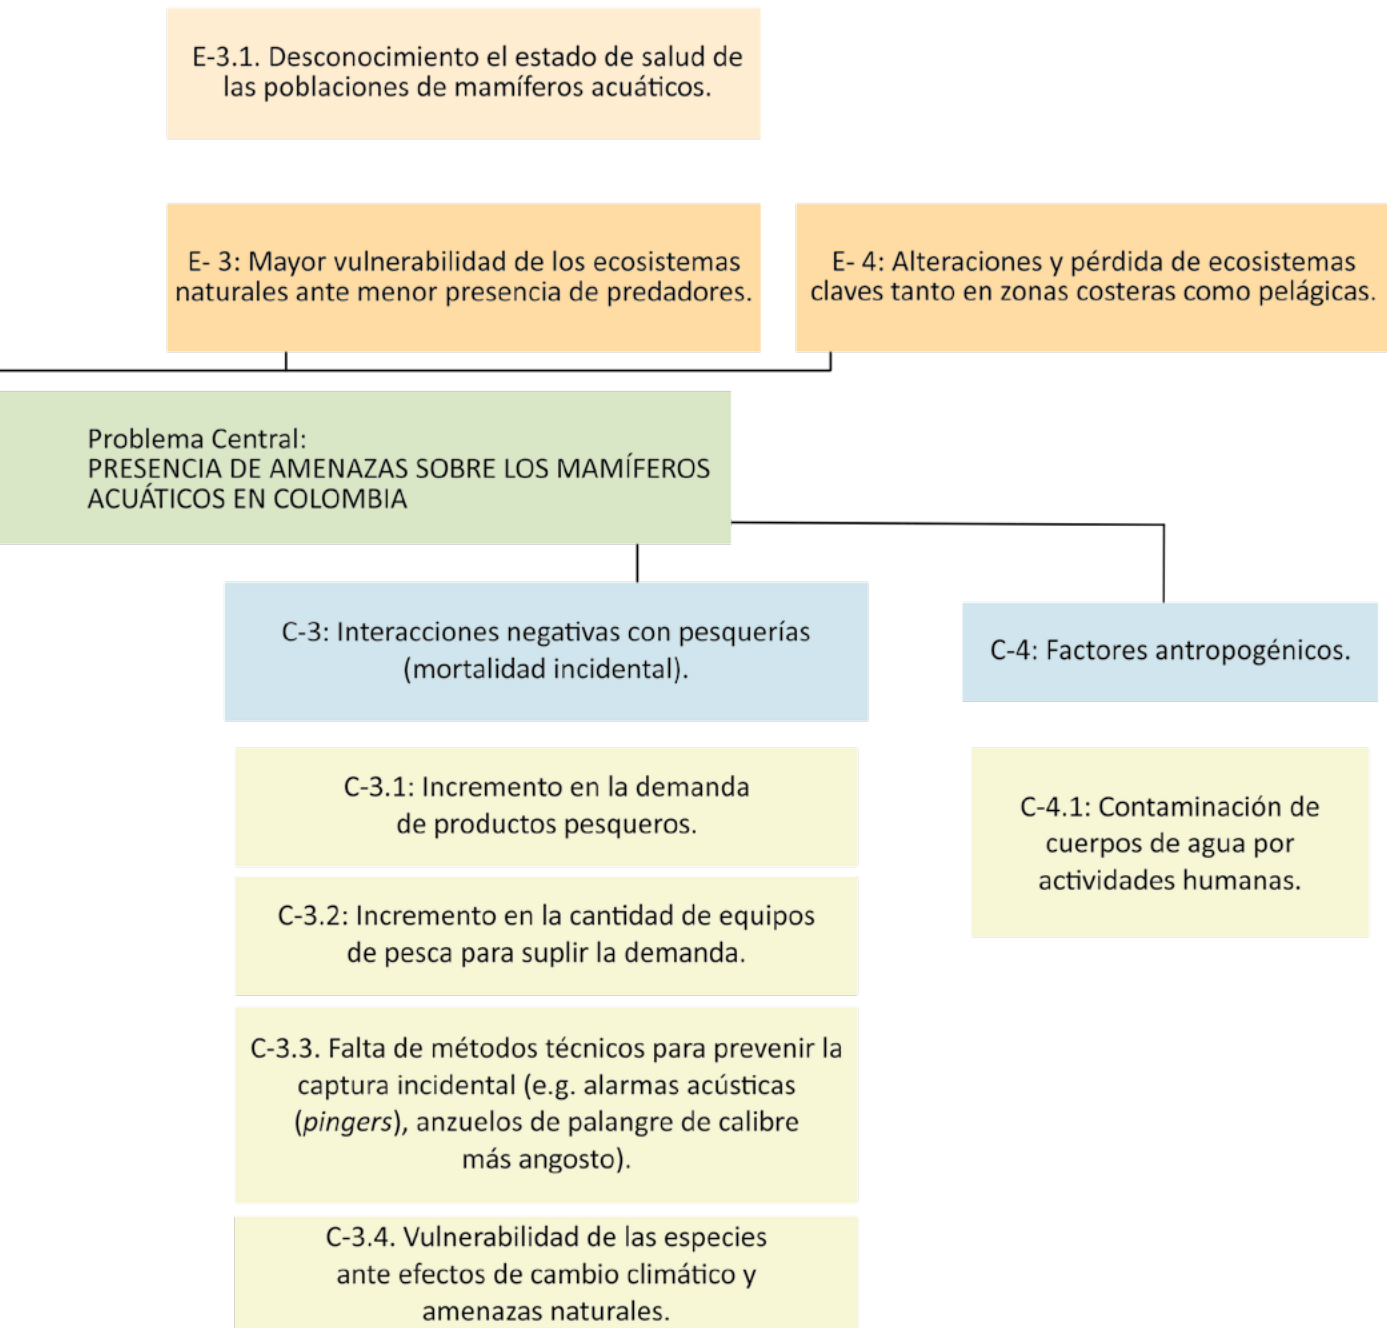 E-3.1. Desconocimiento el estado de salud de
las poblaciones de mamíferos acuáticos.
E- 3: Mayor vulnerabilidad de los ecosistemas
naturales ante menor presencia de predadores.
E- 4: Alteraciones y pérdida de ecosistemas
claves tanto en zonas costeras como pelágicas.
Problema Central:
PRESENCIA DE AMENAZAS SOBRE LOS MAMÍFEROS
ACUÁTICOS EN COLOMBIA
C-3: Interacciones negativas con pesquerías
(mortalidad incidental).
C-4: Factores antropogénicos.
C-3.1: Incremento en la demanda
de productos pesqueros.
C-3.2: Incremento en la cantidad de equipos
de pesca para suplir la demanda.
C-3.3. Falta de métodos técnicos para prevenir la
captura incidental (e.g. alarmas acústicas
(pingers), anzuelos de palangre de calibre
más angosto).
C-3.4. Vulnerabilidad de las especies
ante efectos de cambio climático y
amenazas naturales.
C-4.1: Contaminación de
cuerpos de agua por
actividades humanas.